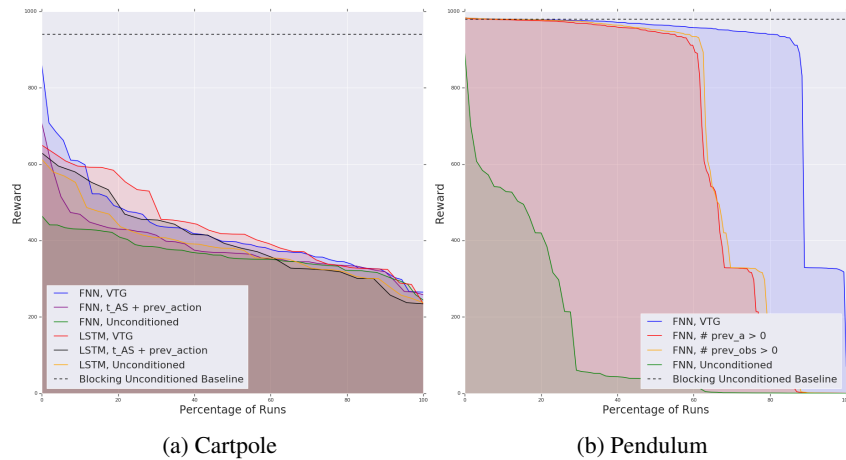 1000
800
600
400
200
0
Reward
FNN, VTG
FNN, t_AS + prev_action
FNN, Unconditioned
LSTM, VTG
LSTM, t_AS + prev_action
LSTM, Unconditioned
Blocking Unconditioned Baseline
0 20 40 60 80 100
Percentage of Runs
(a) Cartpole
1000
800
600
400
200
0
Reward
FNN, VTG
FNN, # prev_a > 0
FNN, # prev_obs > 0
FNN, Unconditioned
Blocking Unconditioned Baseline
0 20 40 60 80 100
Percentage of Runs
(b) Pendulum